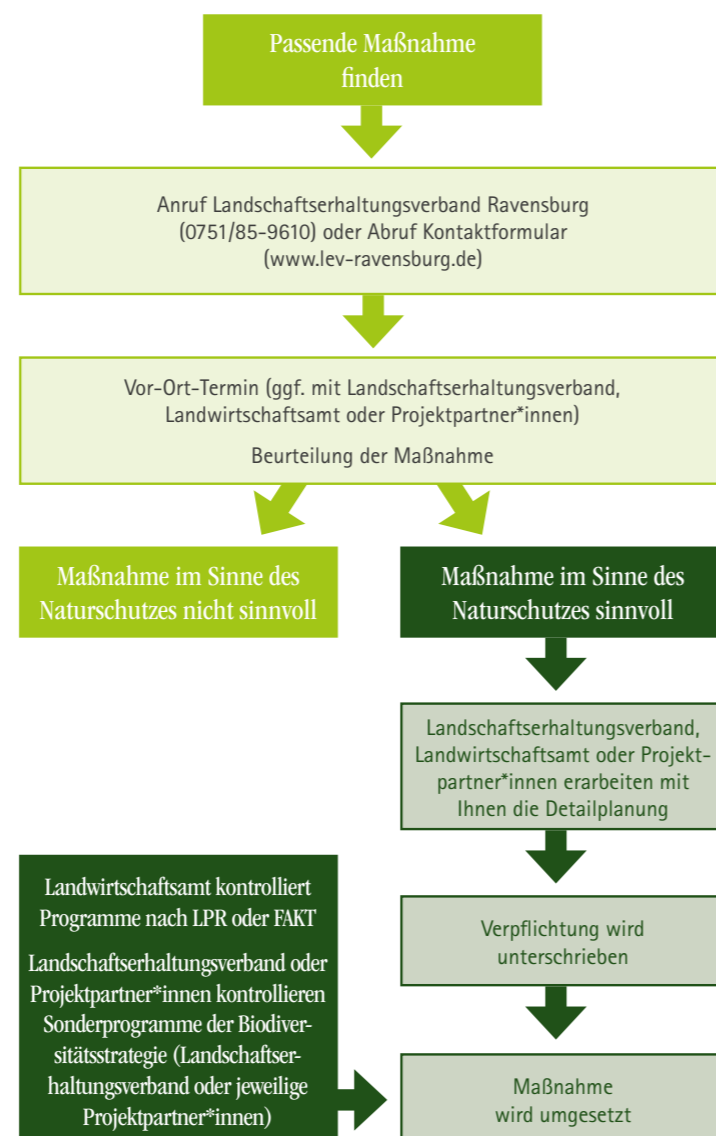 Passende Maßnahme
finden
Anruf Landschaftserhaltungsverband Ravensburg
(0751/85-9610) oder Abruf Kontaktformular
(www.lev-ravensburg.de)
Vor-Ort-Termin (ggf. mit Landschaftserhaltungsverband,
Landwirtschaftsamt oder Projektpartner*innen)
Beurteilung der Maßnahme
Maßnahme im Sinne des
Naturschutzes nicht sinnvoll
Maßnahme im Sinne des
Naturschutzes sinnvoll
Landschaftserhaltungsverband,
Landwirtschaftsamt oder Projekt-
partner*innen erarbeiten mit
Ihnen die Detailplanung
Verpflichtung wird
unterschrieben
Landwirtschaftsamt kontrolliert
Programme nach LPR oder FAKT
Landschaftserhaltungsverband oder
Projektpartner*innen kontrollieren
Sonderprogramme der Biodiver-
sitätsstrategie (Landschaftser-
haltungsverband oder jeweilige
Projektpartner*innen)
Maßnahme
wird umgesetzt